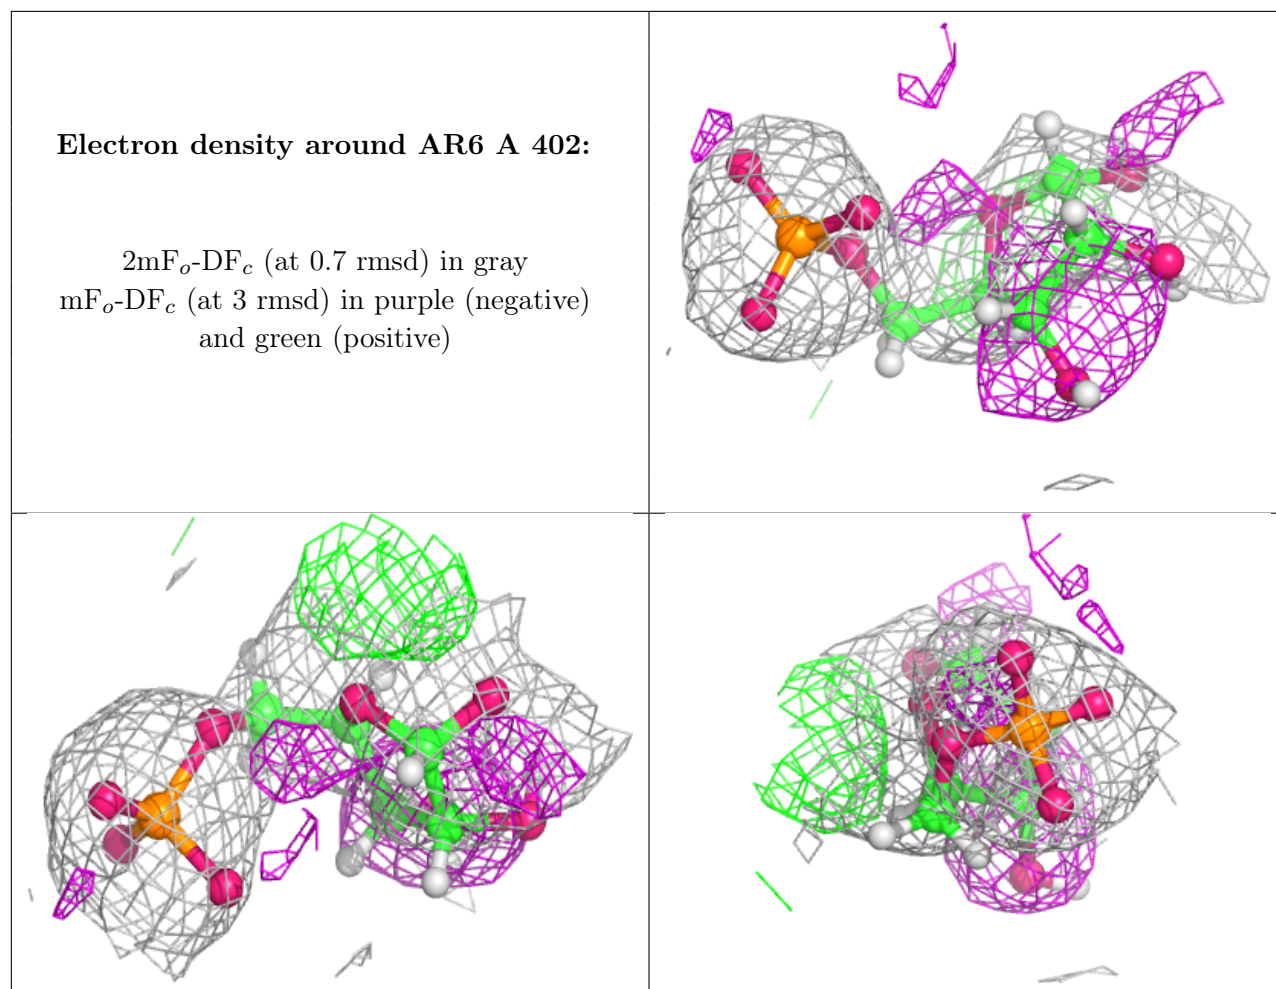 Electron density around AR6 A 402:
2mFo-DFc (at 0.7 rmsd) in gray
mFo-DFc (at 3 rmsd) in purple (negative)
and green (positive)